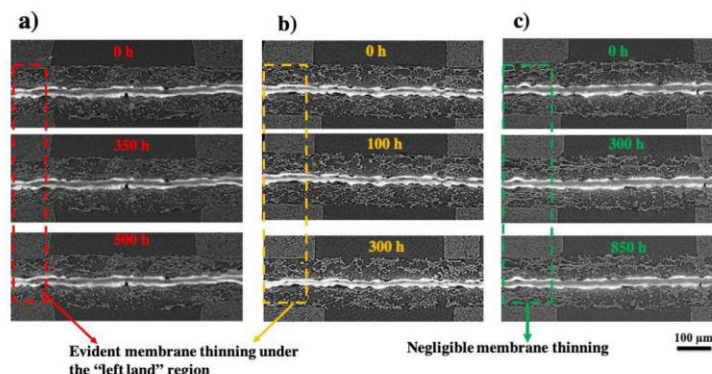 a)
b)
c)
0 h
0 h
0 h
350 h
100 h
300 h
500 h
300 h
850 h
Evident membrane thinning under
the "left land" region
Negligible membrane thinning
100 µm